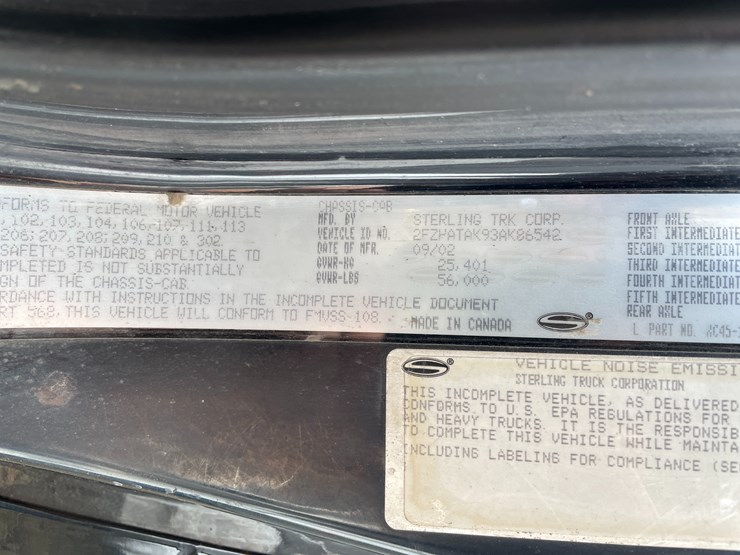 FORMS TO FEDERAL MOTOR VEHICLE
, 102, 103, 104, 106, 107, 111, 113
206, 207, 208, 209, 210 & 302
SAFETY STANDARDS APPLICABLE TO
MPLETED IS NOT SUBSTANTIALLY
GN OF THE CHASSIS-CAB
RDANCE WITH INSTRUCTIONS IN THE INCOMPLETE VEHICLE DOCUMENT
RT 568, THIS VEHICLE WILL CONFORM TO FMVSS-108.
CHASSIS-CAB
MFD. BY STERLING TRK CORP.
VEHICLE ID NO. 2FZHATAK93AK86542
DATE OF MFR. 09/02
GVWR-KG 25,401
GVWR-LBS 56,000
MADE IN CANADA
FRONT AXLE
FIRST INTERMEDIATE
SECOND INTERMEDIATE
THIRD INTERMEDIATE
FOURTH INTERMEDIATE
FIFTH INTERMEDIATE
REAR AXLE
L PART NO. XC45-
VEHICLE NOISE EMISSI
STERLING TRUCK CORPORATION
THIS INCOMPLETE VEHICLE, AS DELIVERED
CONFORMS TO U.S. EPA REGULATIONS FOR
AND HEAVY TRUCKS. IT IS THE RESPONSIB
TO COMPLETE THIS VEHICLE WHILE MAINTA
INCLUDING LABELING FOR COMPLIANCE (SE